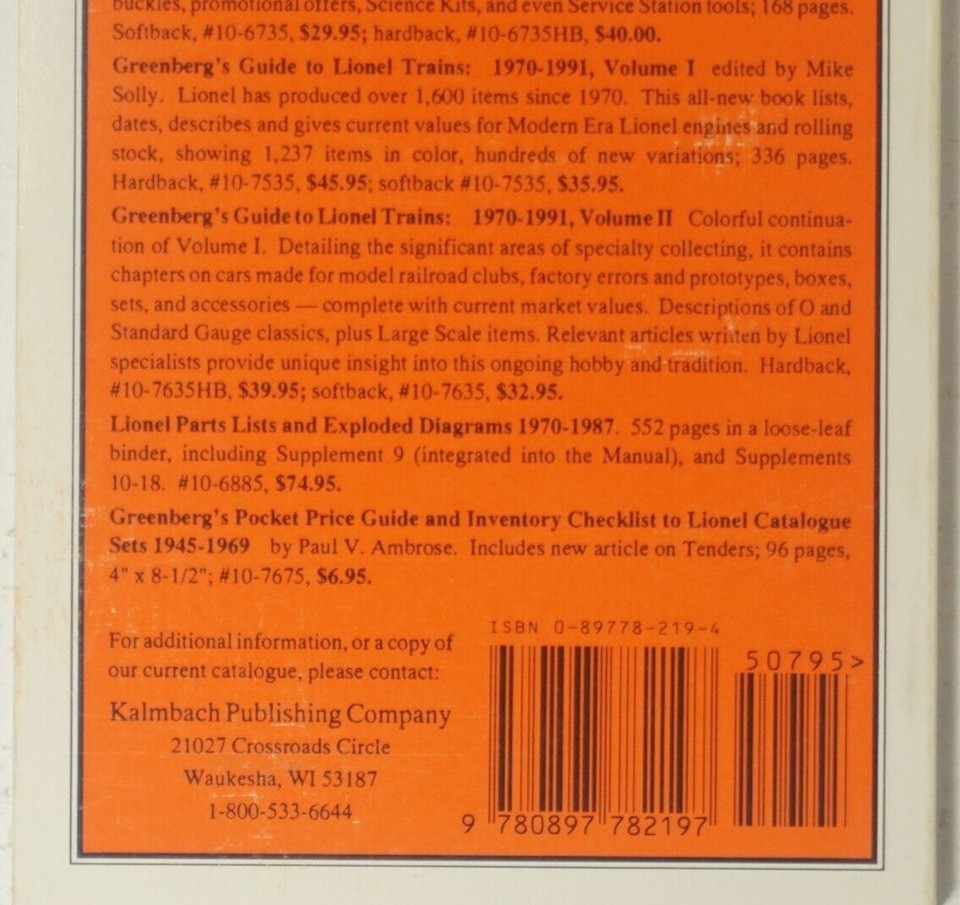 buckles, promotional offers, Science Kits, and even Service Station tools; 168 pages.
Softback, #10-6735, $29.95; hardback, #10-6735HB, $40.00.
Greenberg's Guide to Lionel Trains: 1970-1991, Volume I edited by Mike
Solly. Lionel has produced over 1,600 items since 1970. This all-new book lists,
dates, describes and gives current values for Modern Era Lionel engines and rolling
stock, showing 1,237 items in color, hundreds of new variations; 336 pages.
Hardback, #10-7535, $45.95; softback #10-7535, $35.95.
Greenberg's Guide to Lionel Trains: 1970-1991, Volume II Colorful continua-
tion of Volume I. Detailing the significant areas of specialty collecting, it contains
chapters on cars made for model railroad clubs, factory errors and prototypes, boxes,
sets, and accessories — complete with current market values. Descriptions of O and
Standard Gauge classics, plus Large Scale items. Relevant articles written by Lionel
specialists provide unique insight into this ongoing hobby and tradition. Hardback,
#10-7635HB, $39.95; softback, #10-7635, $32.95.
Lionel Parts Lists and Exploded Diagrams 1970-1987. 552 pages in a loose-leaf
binder, including Supplement 9 (integrated into the Manual), and Supplements
10-18. #10-6885, $74.95.
Greenberg's Pocket Price Guide and Inventory Checklist to Lionel Catalogue
Sets 1945-1969 by Paul V. Ambrose. Includes new article on Tenders; 96 pages,
4" x 8-1/2"; #10-7675, $6.95.
For additional information, or a copy of
our current catalogue, please contact:
Kalmbach Publishing Company
21027 Crossroads Circle
Waukesha, WI 53187
1-800-533-6644
ISBN 0-89778-219-4
50795>
9 780897 782197